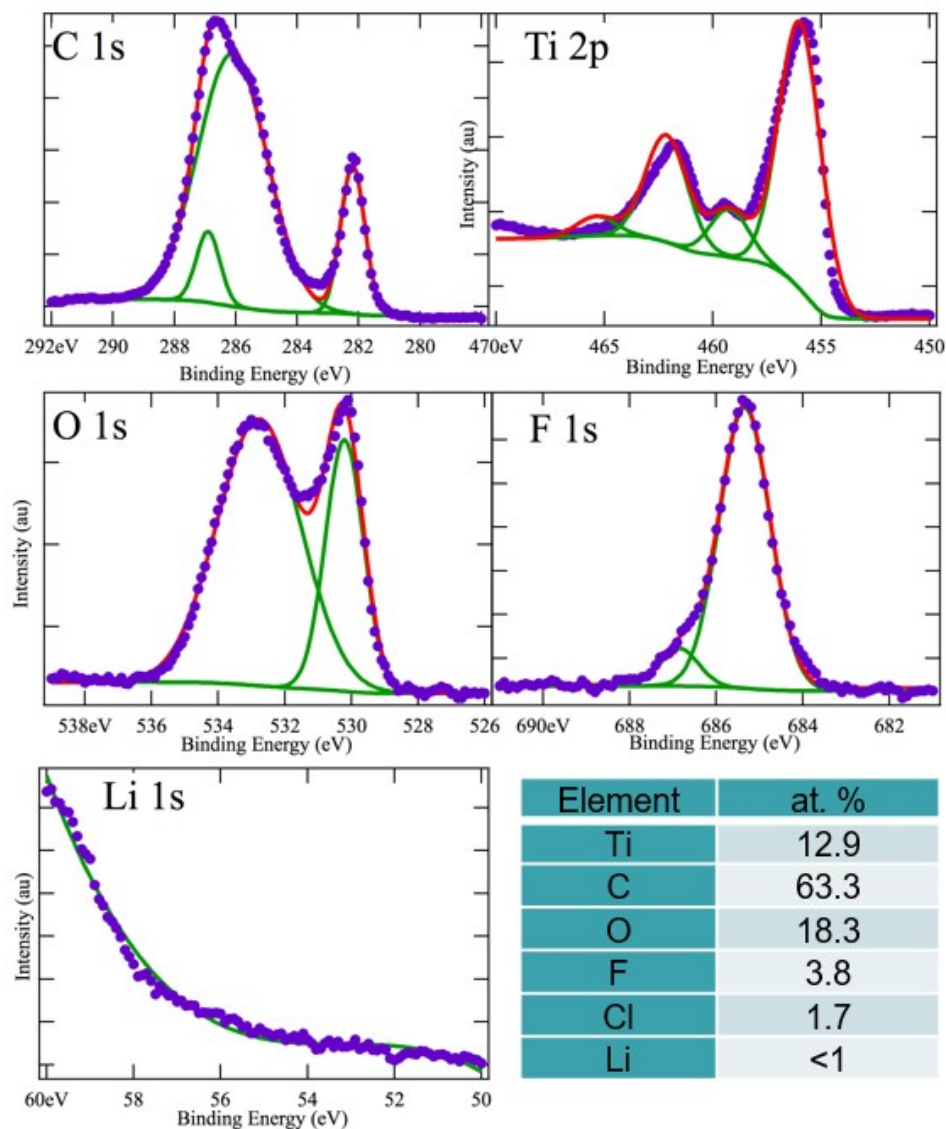 C 1s
292eV 290 288 286 284 282 280
Binding Energy (eV)
Ti 2p
Intensity (au)
470eV 465 460 455 450
Binding Energy (eV)
O 1s
Intensity (au)
538eV 536 534 532 530 528 526
Binding Energy (eV)
F 1s
Intensity (au)
690eV 688 686 684 682
Binding Energy (eV)
Li 1s
Intensity (au)
60eV 58 56 54 52 50
Binding Energy (eV)
Element at. %
Ti 12.9
C 63.3
O 18.3
F 3.8
Cl 1.7
Li <1